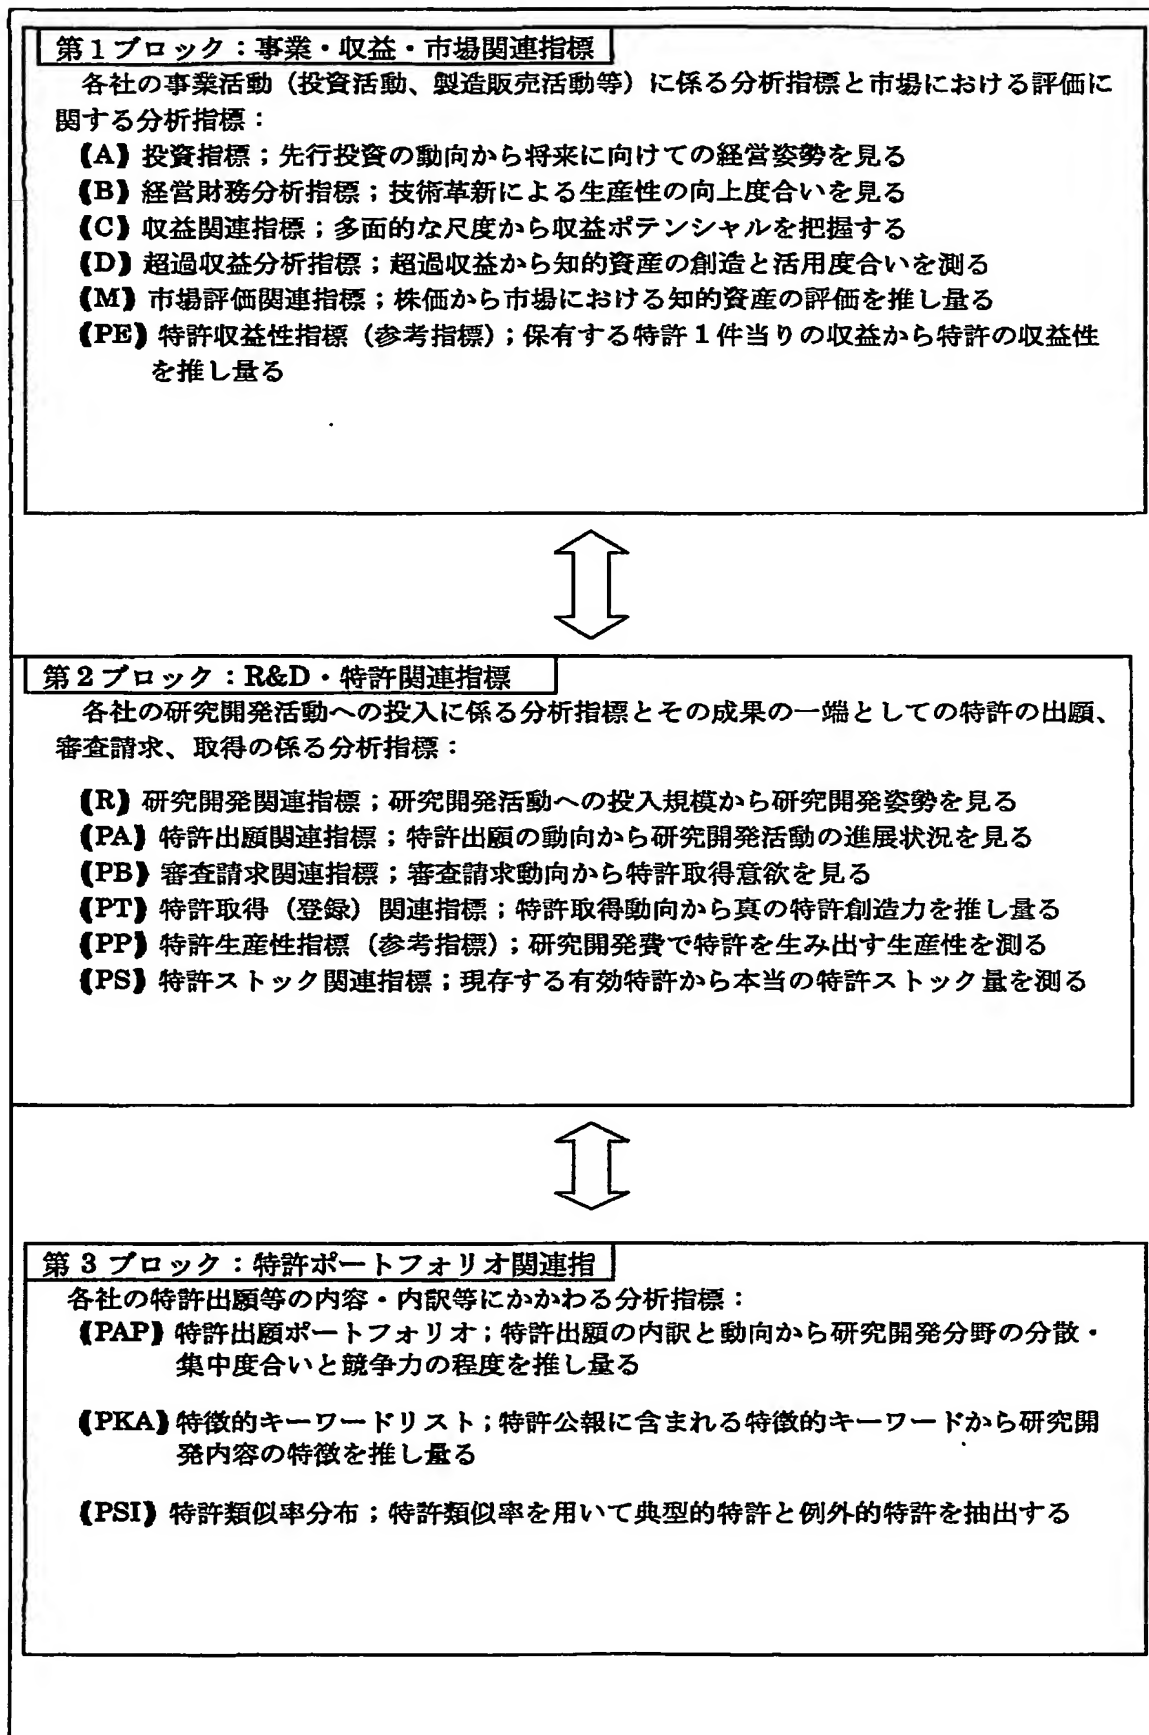 第1ブロック：事業・収益・市場関連指標
各社の事業活動（投資活動、製造販売活動等）に係る分析指標と市場における評価に
関する分析指標：
【A】投資指標；先行投資の動向から将来に向けての経営姿勢を見る
【B】経営財務分析指標；技術革新による生産性の向上度合いを見る
【C】収益関連指標；多面的な尺度から収益ポテンシャルを把握する
【D】超過収益分析指標；超過収益から知的資産の創造と活用度合いを測る
【M】市場評価関連指標；株価から市場における知的資産の評価を推し量る
【PE】特許収益性指標（参考指標）；保有する特許1件当りの収益から特許の収益性
を推し量る
第2ブロック：R&D・特許関連指標
各社の研究開発活動への投入に係る分析指標とその成果の一端としての特許の出願、
審査請求、取得の係る分析指標：
【R】研究開発関連指標；研究開発活動への投入規模から研究開発姿勢を見る
【PA】特許出願関連指標；特許出願の動向から研究開発活動の進展状況を見る
【PB】審査請求関連指標；審査請求動向から特許取得意欲を見る
【PT】特許取得（登録）関連指標；特許取得動向から真の特許創造力を推し量る
【PP】特許生産性指標（参考指標）；研究開発費で特許を生み出す生産性を測る
【PS】特許ストック関連指標；現存する有効特許から本当の特許ストック量を測る
第3ブロック：特許ポートフォリオ関連指
各社の特許出願等の内容・内訳等にかかわる分析指標：
【PAP】特許出願ポートフォリオ；特許出願の内訳と動向から研究開発分野の分散・
集中度合いと競争力の程度を推し量る
【PKA】特徴的キーワードリスト；特許公報に含まれる特徴的キーワードから研究開
発内容の特徴を推し量る
【PSI】特許類似率分布；特許類似率を用いて典型的特許と例外的特許を抽出する